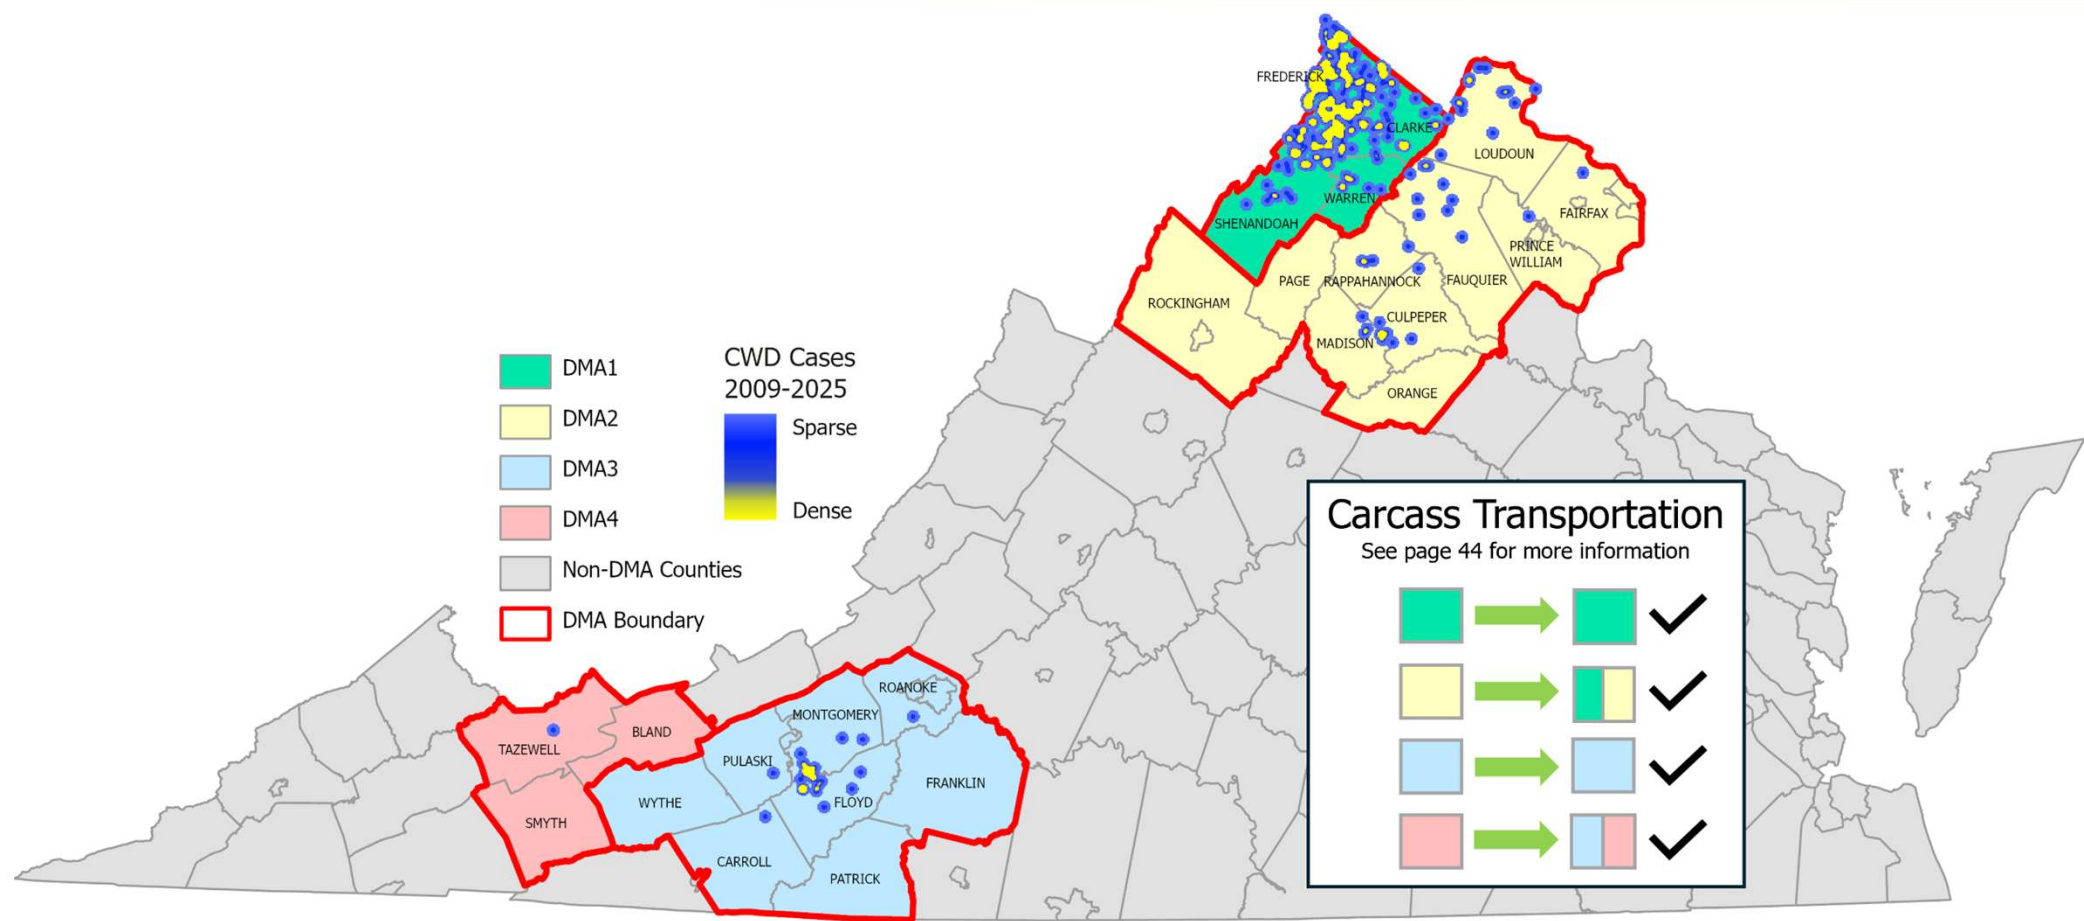 FREDERICK
CLARKE
LOUDOUN
WARREN
FAIRFAX
SHENANDOAH
PRINCE
WILLIAM
PAGE
RAPPAHANNOCK
FAUQUIER
ROCKINGHAM
CULPEPER
MADISON
ORANGE
DMA1
DMA2
DMA3
DMA4
Non-DMA Counties
DMA Boundary
CWD Cases
2009-2025
Sparse
Dense
Carcass Transportation
See page 44 for more information
ROANOKE
MONTGOMERY
BLAND
TAZEWELL
PULASKI
FRANKLIN
WYTHE
FLOYD
SMYTH
CARROLL
PATRICK